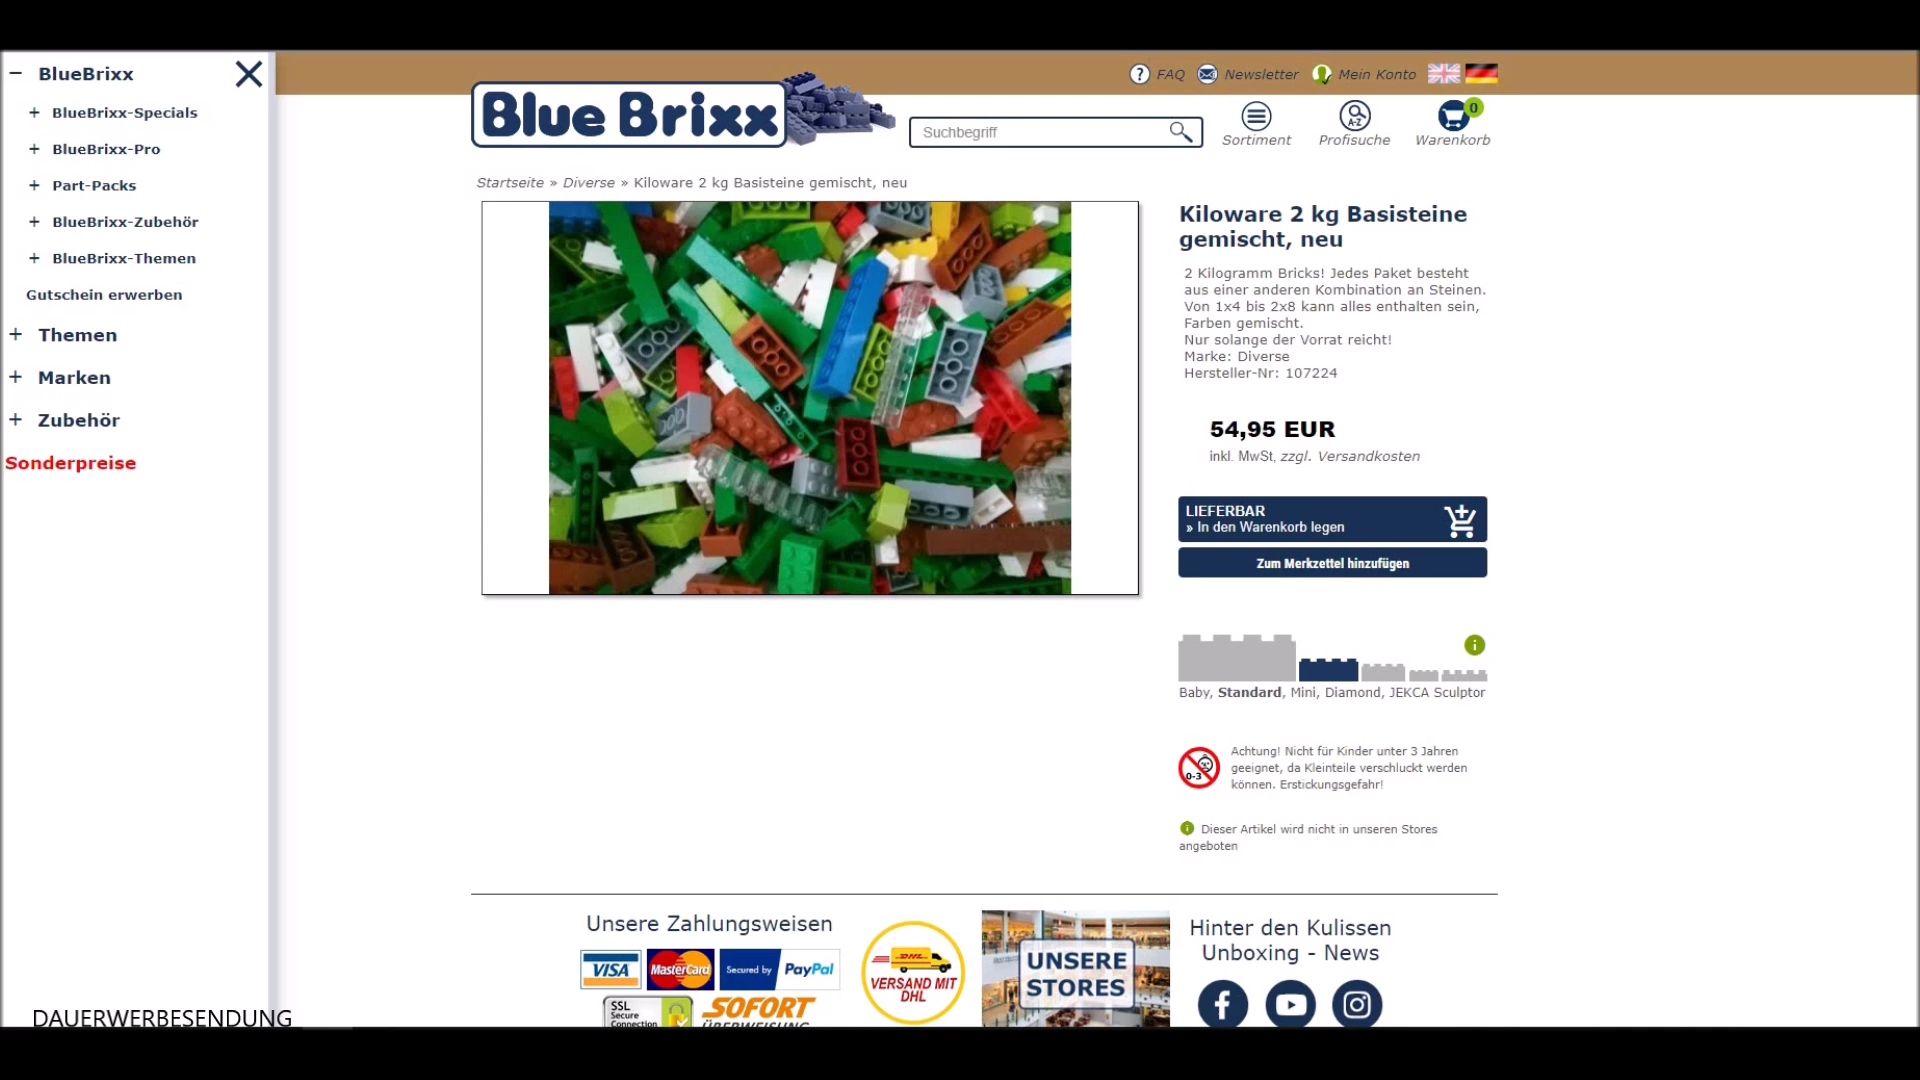 BlueBrixx
BlueBrixx-Specials
BlueBrixx-Pro
Part-Packs
BlueBrixx-Zubehör
BlueBrixx-Themen
Gutschein erwerben
Themen
Marken
Zubehör
Sonderpreise
? FAQ Newsletter Mein Konto
Blue Brixx
Suchbegriff
A-Z
0
Sortiment Profisuche Warenkorb
Startseite » Diverse » Kiloware 2 kg Basisteine gemischt, neu
Kiloware 2 kg Basisteine
gemischt, neu
2 Kilogramm Bricks! Jedes Paket besteht
aus einer anderen Kombination an Steinen.
Von 1x4 bis 2x8 kann alles enthalten sein,
Farben gemischt.
Nur solange der Vorrat reicht!
Marke: Diverse
Hersteller-Nr: 107224
54,95 EUR
inkl. MwSt, zzgl. Versandkosten
LIEFERBAR
» In den Warenkorb legen
Zum Merkzettel hinzufügen
i
Baby, Standard, Mini, Diamond, JEKCA Sculptor
0-3
Achtung! Nicht für Kinder unter 3 Jahren
geeignet, da Kleinteile verschluckt werden
können. Erstickungsgefahr!
i Dieser Artikel wird nicht in unseren Stores
angeboten
Unsere Zahlungsweisen
VISA MasterCard Secured by PayPal
SSL
Secure
Connection
SOFORT
ÜBERWEISUNG
DHL
VERSAND MIT
DHL
UNSERE
STORES
Hinter den Kulissen
Unboxing - News
DAUERWERBESENDUNG